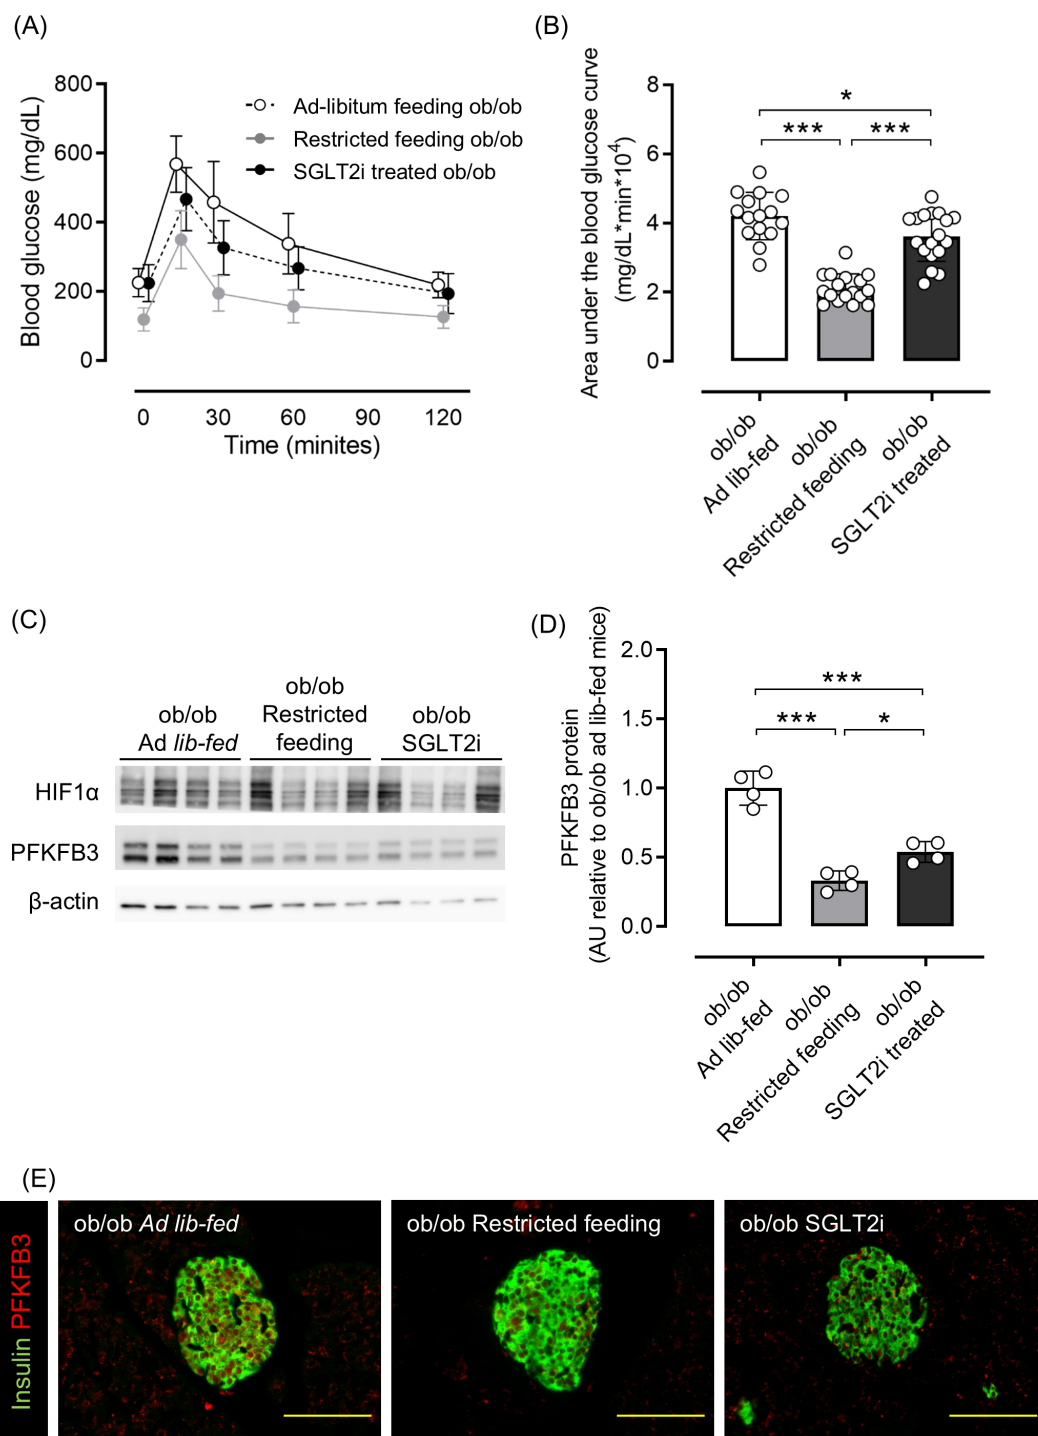 (A)
Blood glucose (mg/dL)
800
600
400
200
0
Ad-libitum feeding ob/ob
Restricted feeding ob/ob
SGLT2i treated ob/ob
0 30 60 90 120
Time (minites)
(B)
Area under the blood glucose curve
(mg/dL*min*10⁴)
8
6
4
2
0
*
*** ***
ob/ob
Ad lib-fed
ob/ob
Restricted feeding
ob/ob
SGLT2i treated
(C)
ob/ob
Ad lib-fed
ob/ob
Restricted
feeding
ob/ob
SGLT2i
HIF1α
PFKFB3
β-actin
(D)
PFKFB3 protein
(AU relative to ob/ob ad lib-fed mice)
2.0
1.5
1.0
0.5
0.0
***
*** *
ob/ob
Ad lib-fed
ob/ob
Restricted feeding
ob/ob
SGLT2i treated
(E)
Insulin PFKFB3
ob/ob Ad lib-fed
ob/ob Restricted feeding
ob/ob SGLT2i